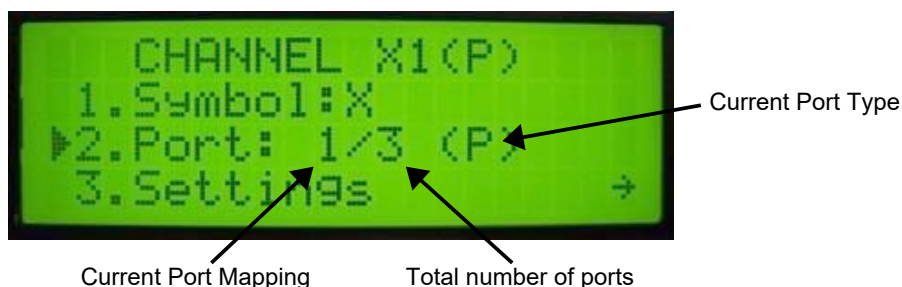 CHANNEL X1(P)
1.Symbol:X
2.Port: 1/3 (P)
3.Settings →
Current Port Type
Current Port Mapping
Total number of ports